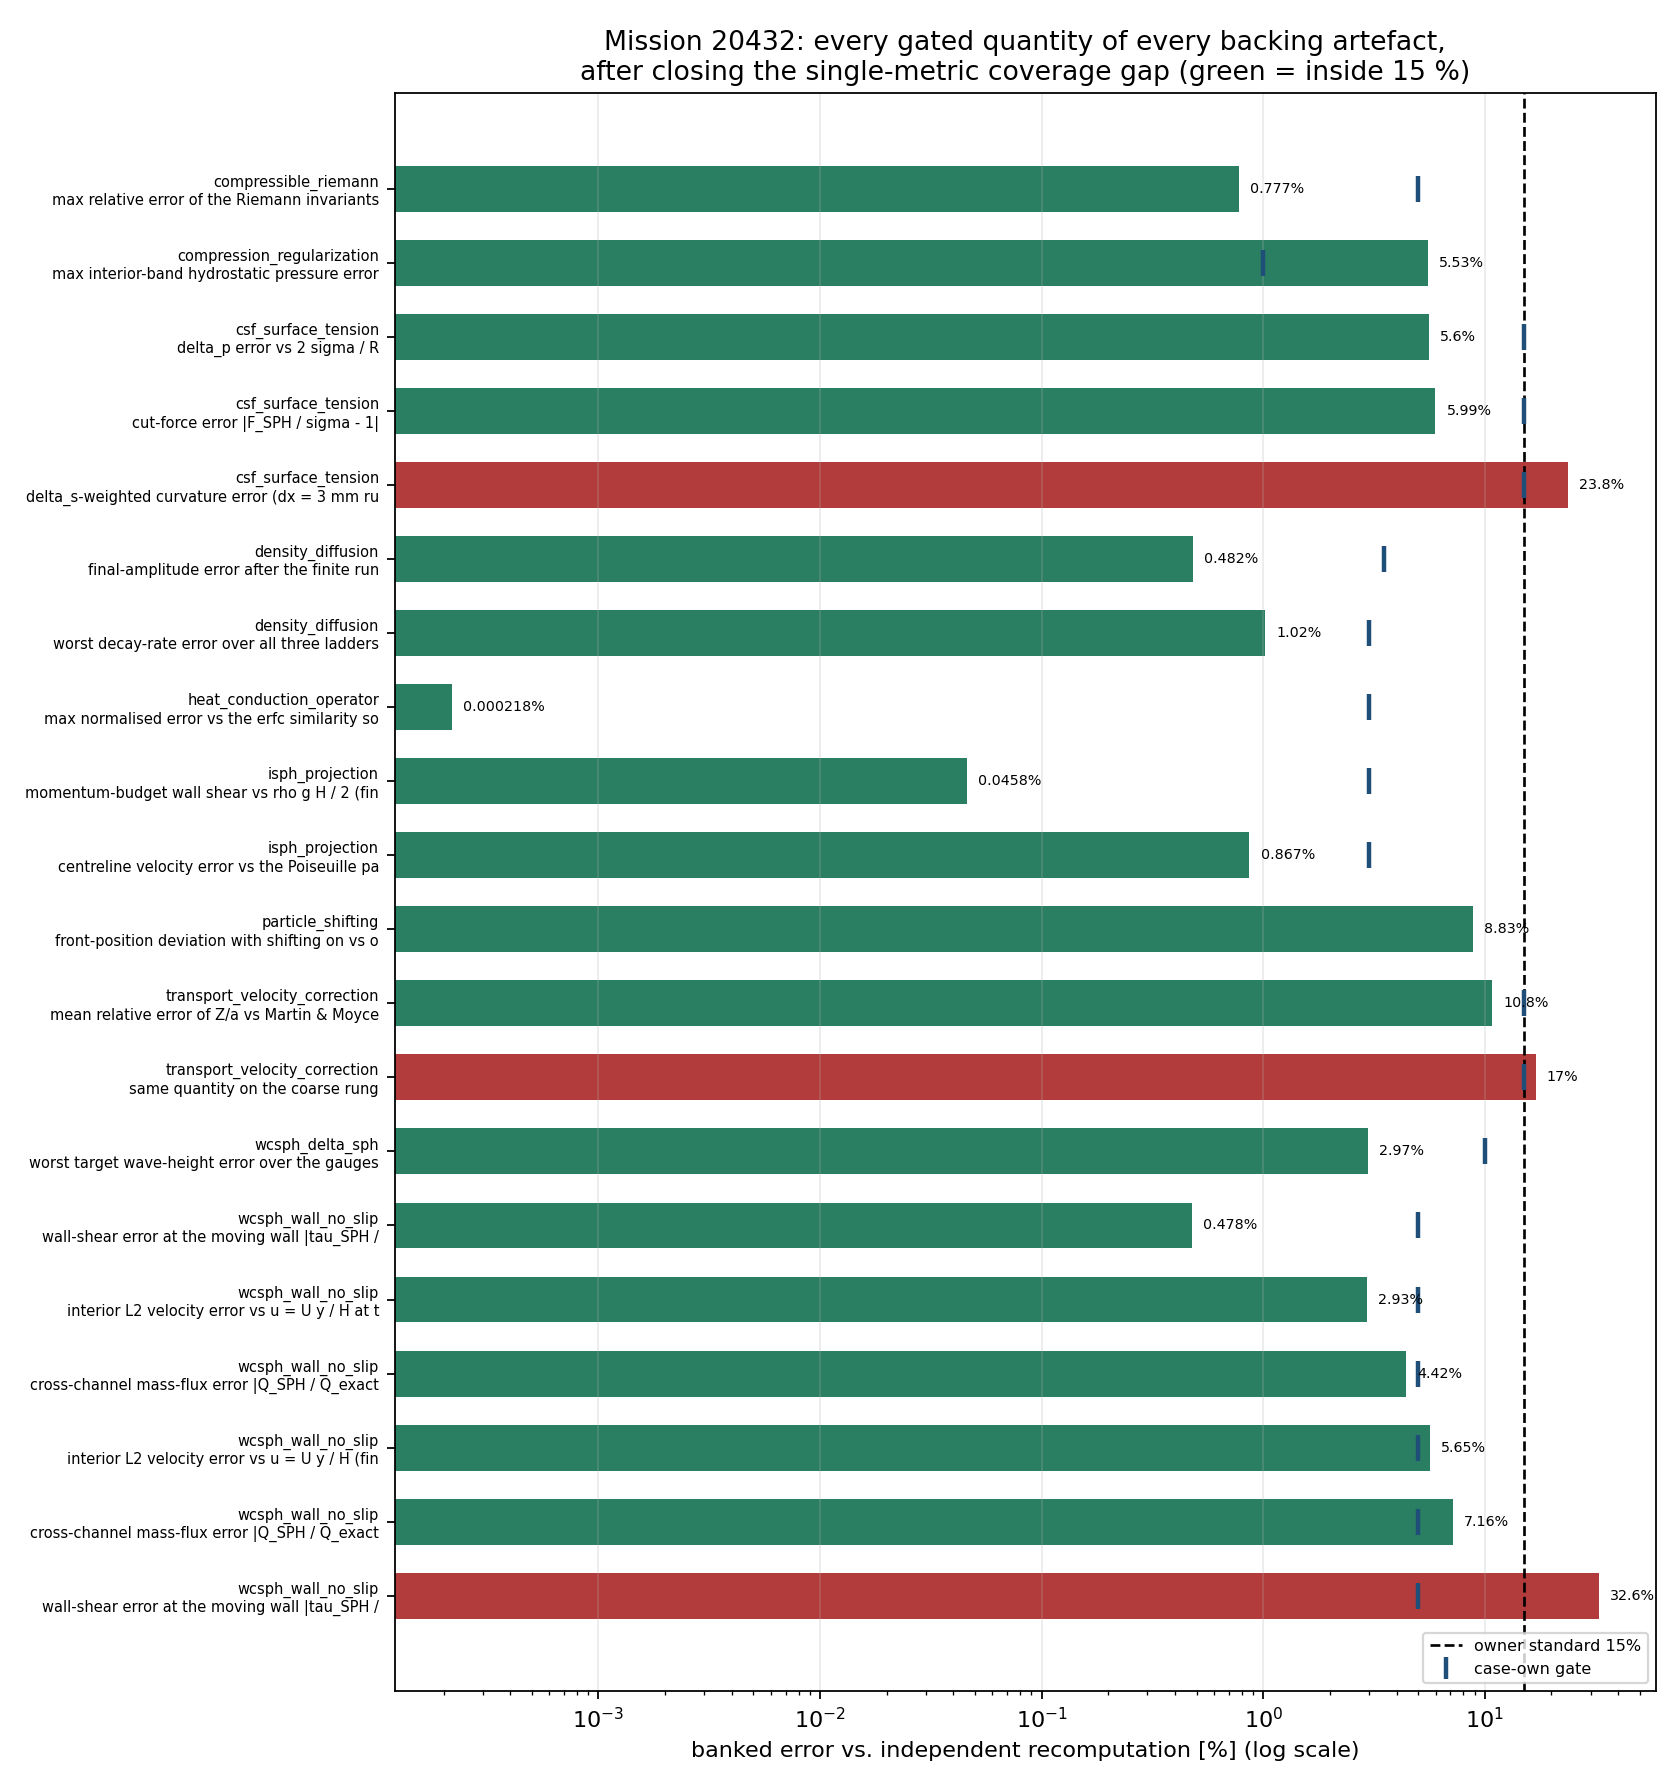 Mission 20432: every gated quantity of every backing artefact,
after closing the single-metric coverage gap (green = inside 15 %)
compressible_riemann
max relative error of the Riemann invariants
0.777%
compression_regularization
max interior-band hydrostatic pressure error
5.53%
csf_surface_tension
delta_p error vs 2 sigma / R
5.6%
csf_surface_tension
cut-force error |F_SPH / sigma - 1|
5.99%
csf_surface_tension
delta_s-weighted curvature error (dx = 3 mm ru
23.8%
density_diffusion
final-amplitude error after the finite run
0.482%
density_diffusion
worst decay-rate error over all three ladders
1.02%
heat_conduction_operator
max normalised error vs the erfc similarity so
0.000218%
isph_projection
momentum-budget wall shear vs rho g H / 2 (fin
0.0458%
isph_projection
centreline velocity error vs the Poiseuille pa
0.867%
particle_shifting
front-position deviation with shifting on vs o
8.83%
transport_velocity_correction
mean relative error of Z/a vs Martin & Moyce
10.8%
transport_velocity_correction
same quantity on the coarse rung
17%
wcsph_delta_sph
worst target wave-height error over the gauges
2.97%
wcsph_wall_no_slip
wall-shear error at the moving wall |tau_SPH /
0.478%
wcsph_wall_no_slip
interior L2 velocity error vs u = U y / H at t
2.93%
wcsph_wall_no_slip
cross-channel mass-flux error |Q_SPH / Q_exact
4.42%
wcsph_wall_no_slip
interior L2 velocity error vs u = U y / H (fin
5.65%
wcsph_wall_no_slip
cross-channel mass-flux error |Q_SPH / Q_exact
7.16%
wcsph_wall_no_slip
wall-shear error at the moving wall |tau_SPH /
32.6%
owner standard 15%
case-own gate
10⁻³ 10⁻² 10⁻¹ 10⁰ 10¹
banked error vs. independent recomputation [%] (log scale)